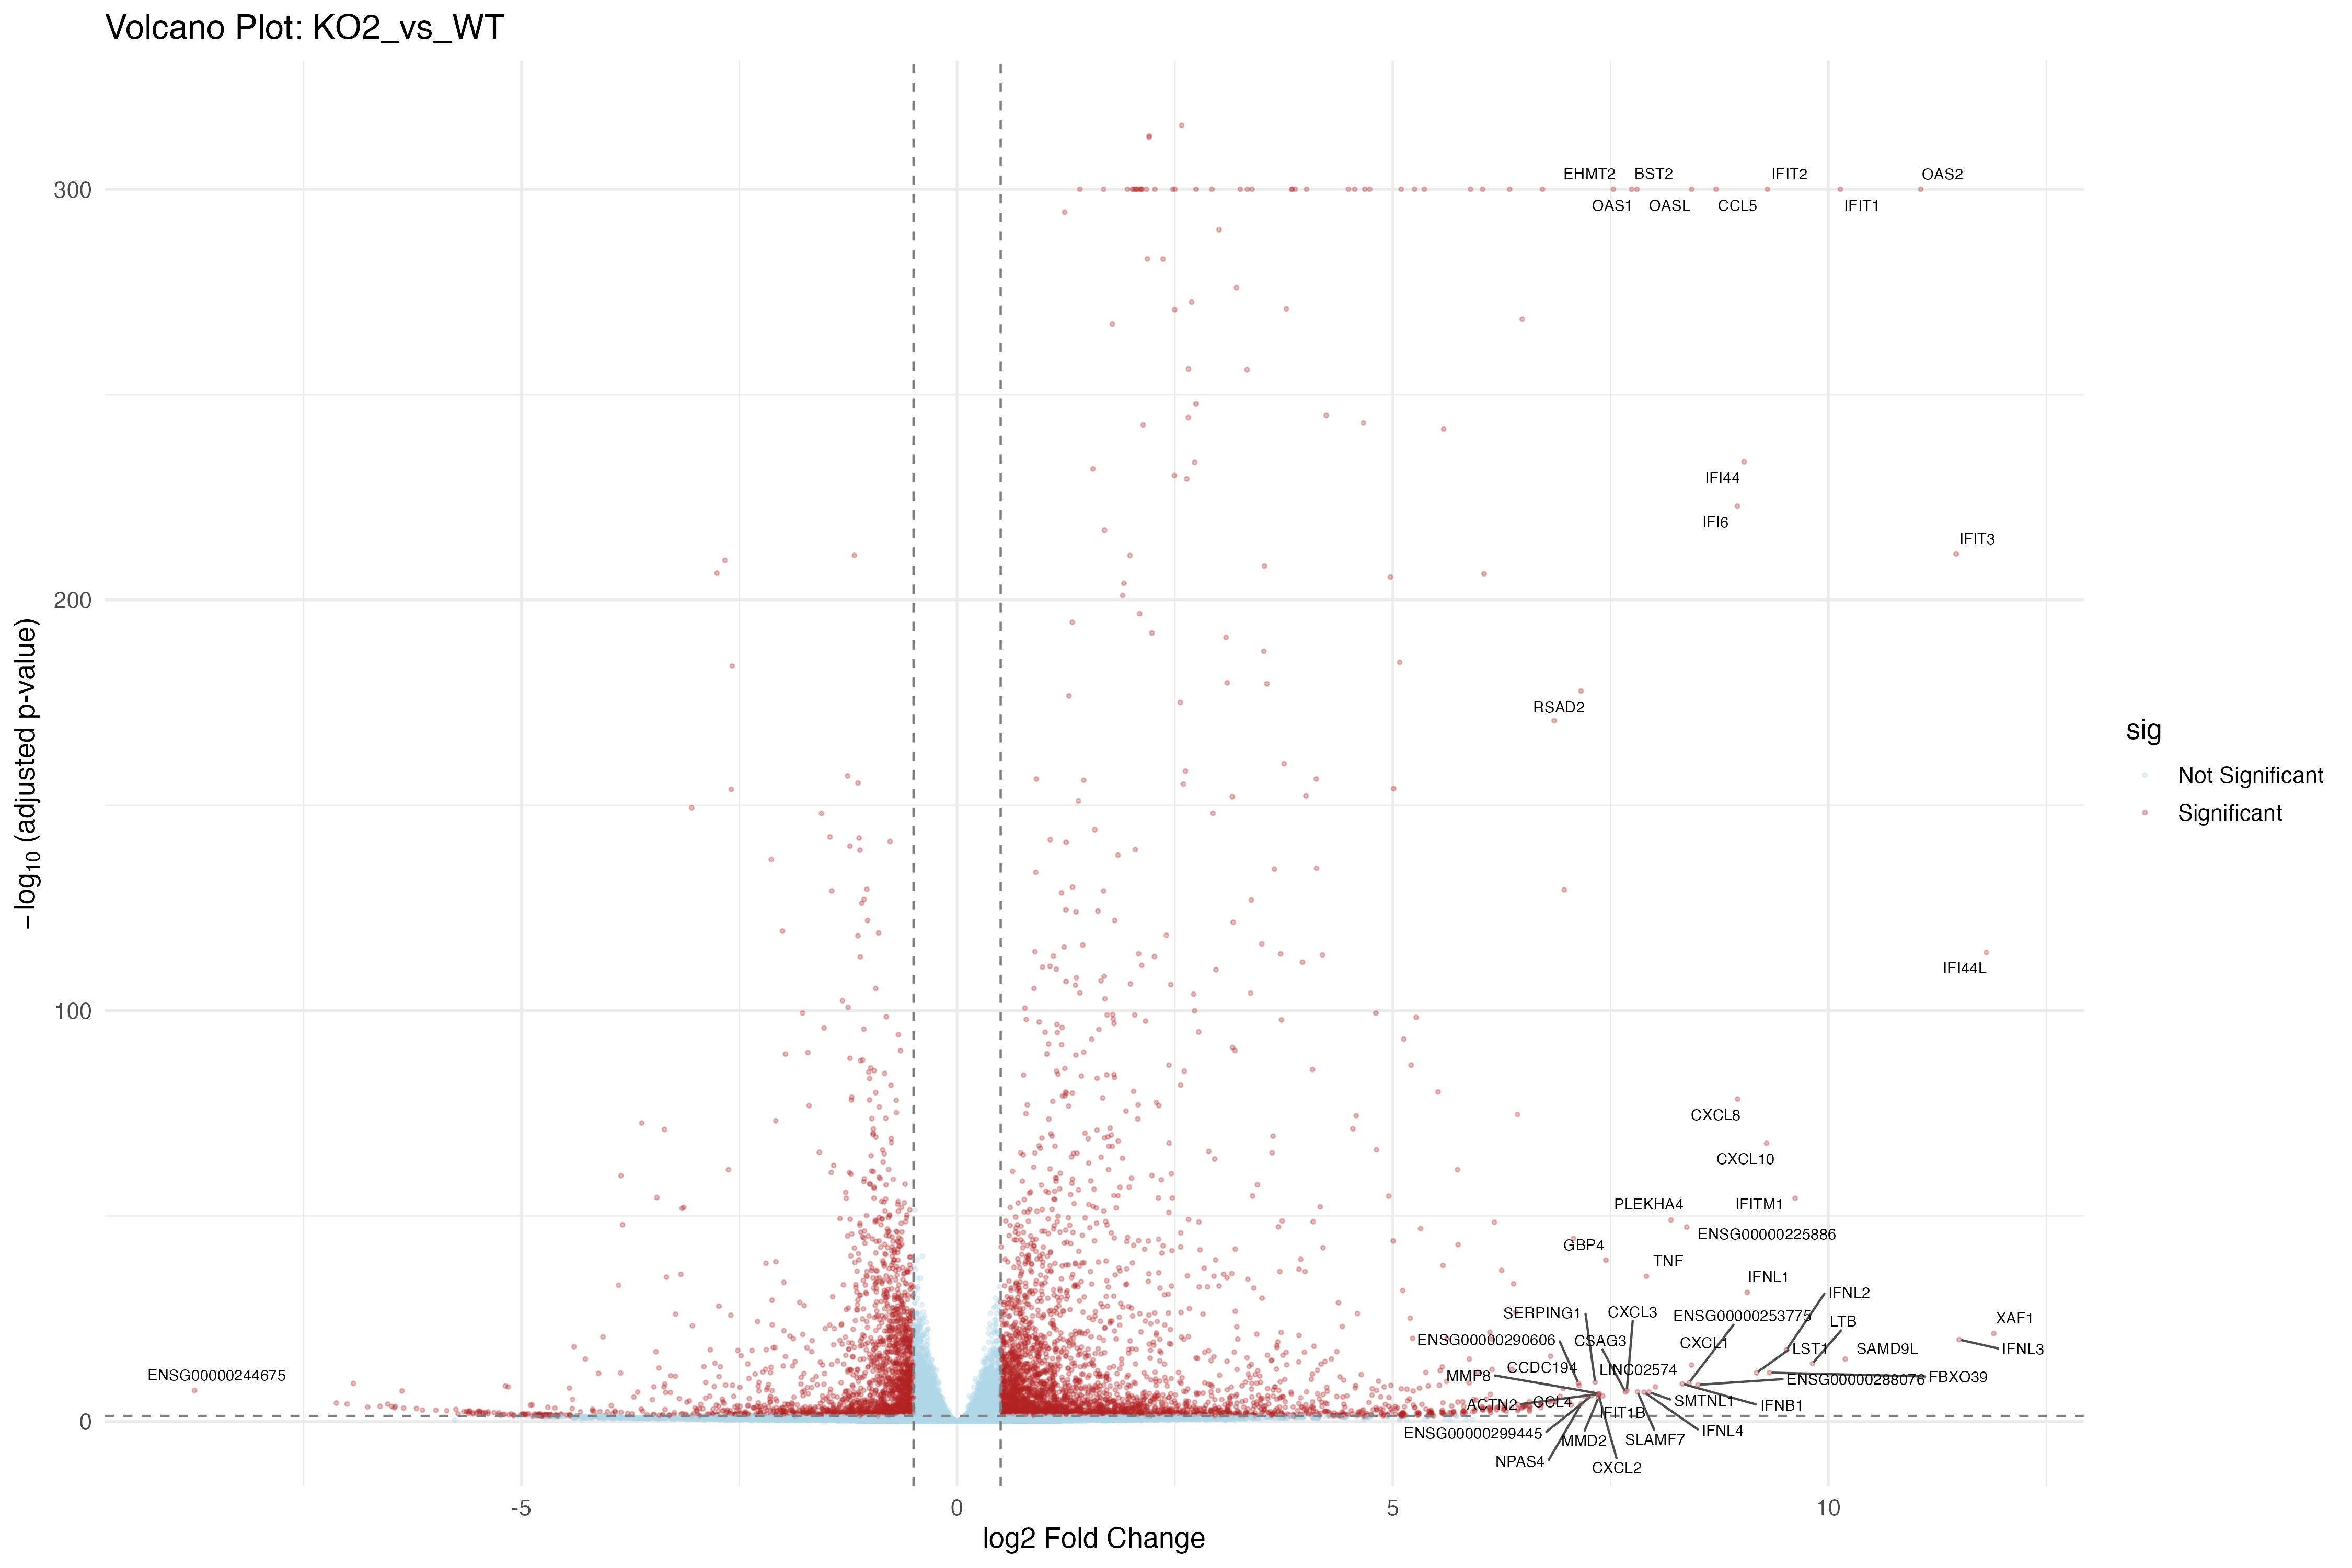 Volcano Plot: KO2_vs_WT
300
200
100
0
−log10 (adjusted p-value)
-5
0
5
10
log2 Fold Change
sig
Not Significant
Significant
EHMT2
BST2
IFIT2
OAS2
OAS1
OASL
CCL5
IFIT1
IFI44
IFI6
IFIT3
RSAD2
IFI44L
CXCL8
CXCL10
PLEKHA4
IFITM1
ENSG00000225886
GBP4
TNF
IFNL1
IFNL2
SERPING1
CXCL3
ENSG00000253775
LTB
XAF1
ENSG00000290606
CSAG3
CXCL1
LST1
SAMD9L
IFNL3
CCDC194
LINC02574
MMP8
ENSG00000288076
FBXO39
ENSG00000244675
ACTN2
CCL4
SMTNL1
IFNB1
IFIT1B
ENSG00000299445
MMD2
SLAMF7
IFNL4
NPAS4
CXCL2